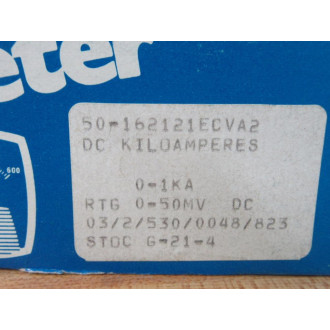 eter
600
50-162121ECVA2
DC KILOAMPERES
0-1KA
RTG 0-50MV DC
03/2/530/0048/823
STOC G-21-4